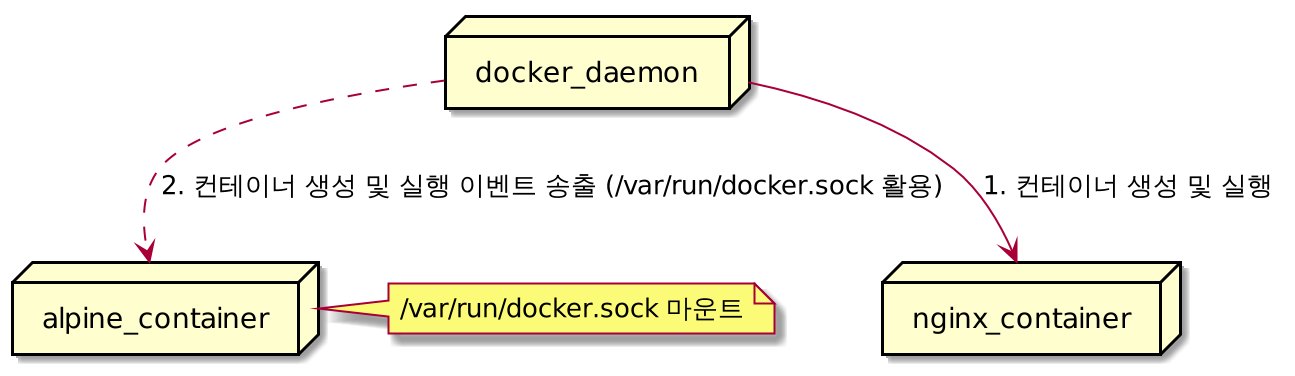 docker_daemon
2. 컨테이너 생성 및 실행 이벤트 송출 (/var/run/docker.sock 활용)
1. 컨테이너 생성 및 실행
alpine_container
/var/run/docker.sock 마운트
nginx_container